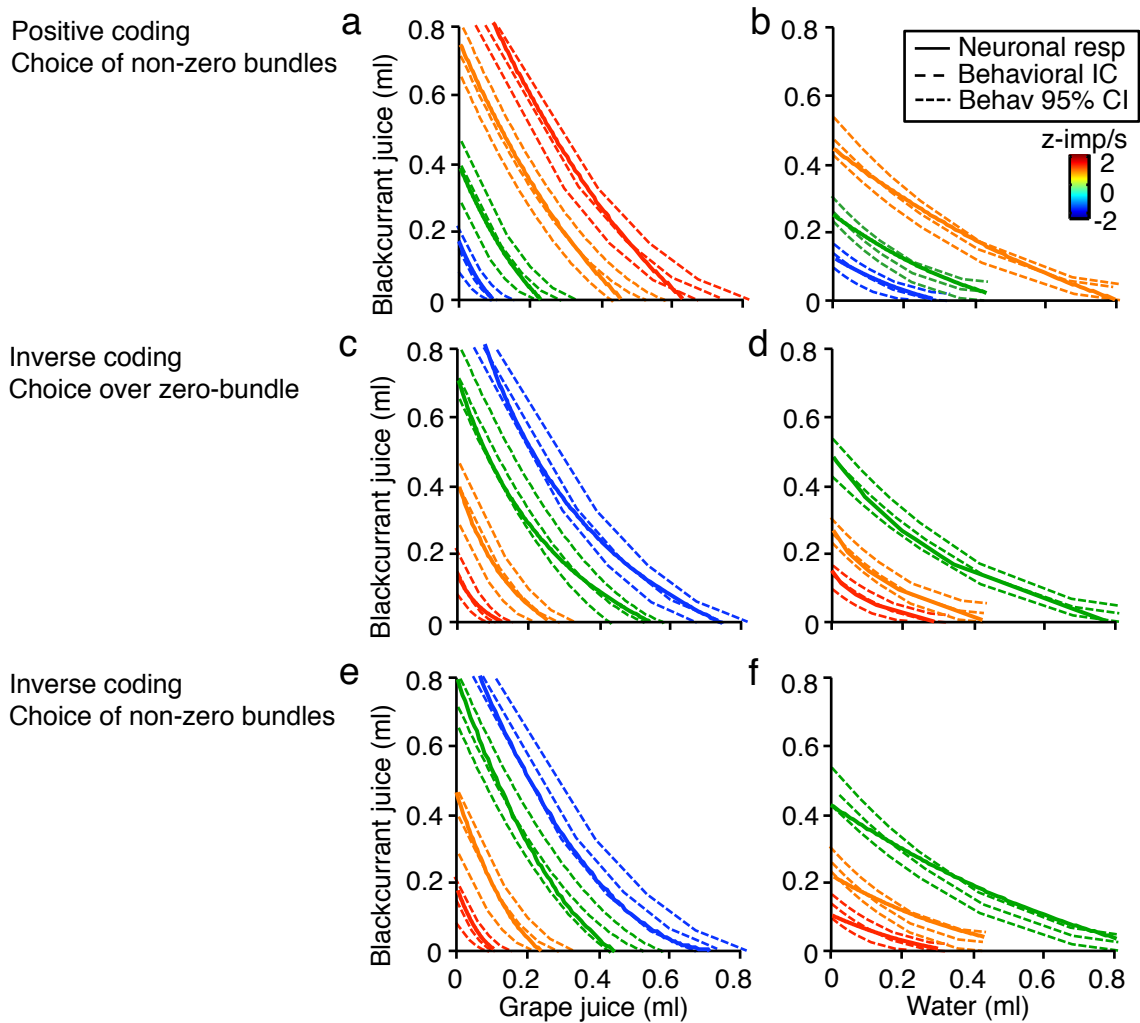 Positive coding
Choice of non-zero bundles
a
b
Neuronal resp
Behavioral IC
Behav 95% CI
z-imp/s
2
0
-2
Blackcurrant juice (ml)
0.8
0.6
0.4
0.2
0
0.8
0.6
0.4
0.2
0
Inverse coding
Choice over zero-bundle
c
d
Blackcurrant juice (ml)
0.8
0.6
0.4
0.2
0
0.8
0.6
0.4
0.2
0
Inverse coding
Choice of non-zero bundles
e
f
Blackcurrant juice (ml)
0.8
0.6
0.4
0.2
0
0.8
0.6
0.4
0.2
0
0 0.2 0.4 0.6 0.8
0 0.2 0.4 0.6 0.8
Grape juice (ml)
Water (ml)